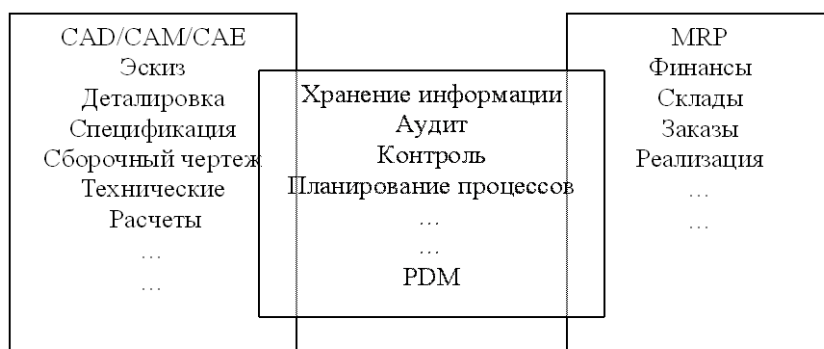 CAD/CAM/CAE
Эскиз
Деталировка
Спецификация
Сборочный чертеж
Технические
Расчеты
…
…
Хранение информации
Аудит
Контроль
Планирование процессов
…
…
PDM
MRP
Финансы
Склады
Заказы
Реализация
…
…